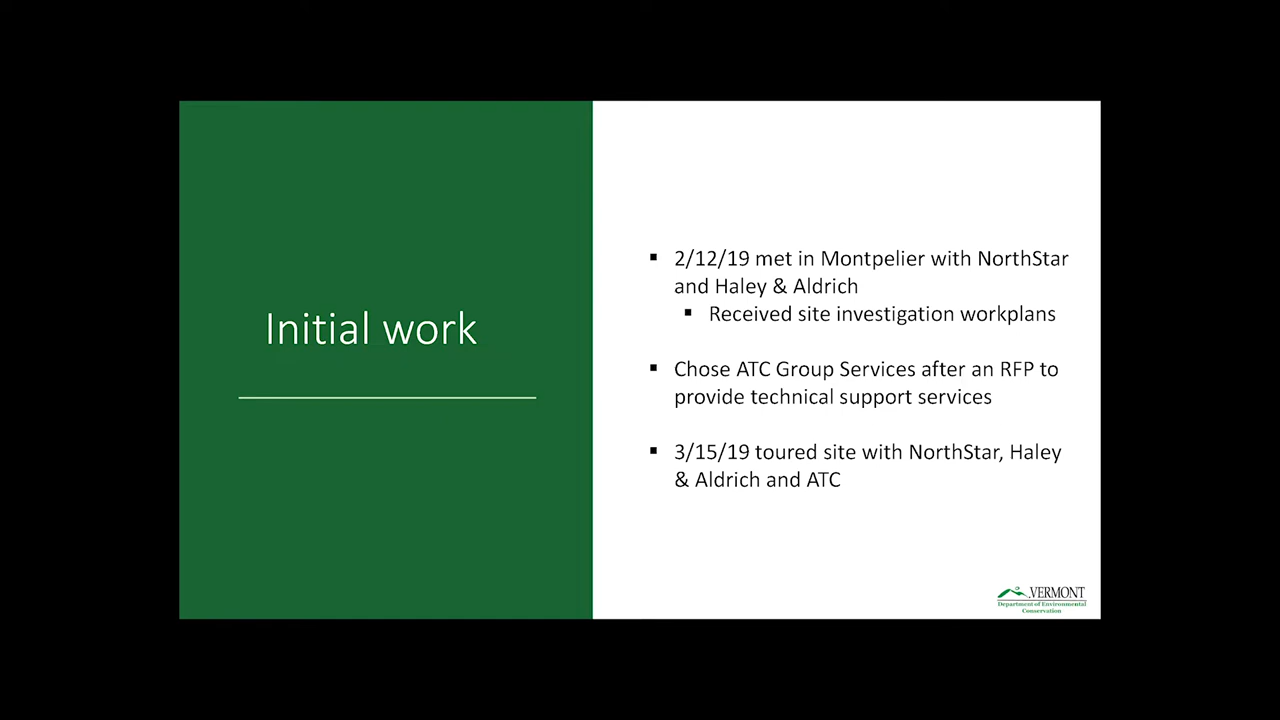 Initial work
▪ 2/12/19 met in Montpelier with NorthStar
and Haley & Aldrich
▪ Received site investigation workplans
▪ Chose ATC Group Services after an RFP to
provide technical support services
▪ 3/15/19 toured site with NorthStar, Haley
& Aldrich and ATC
VERMONT
Department of Environmental
Conservation